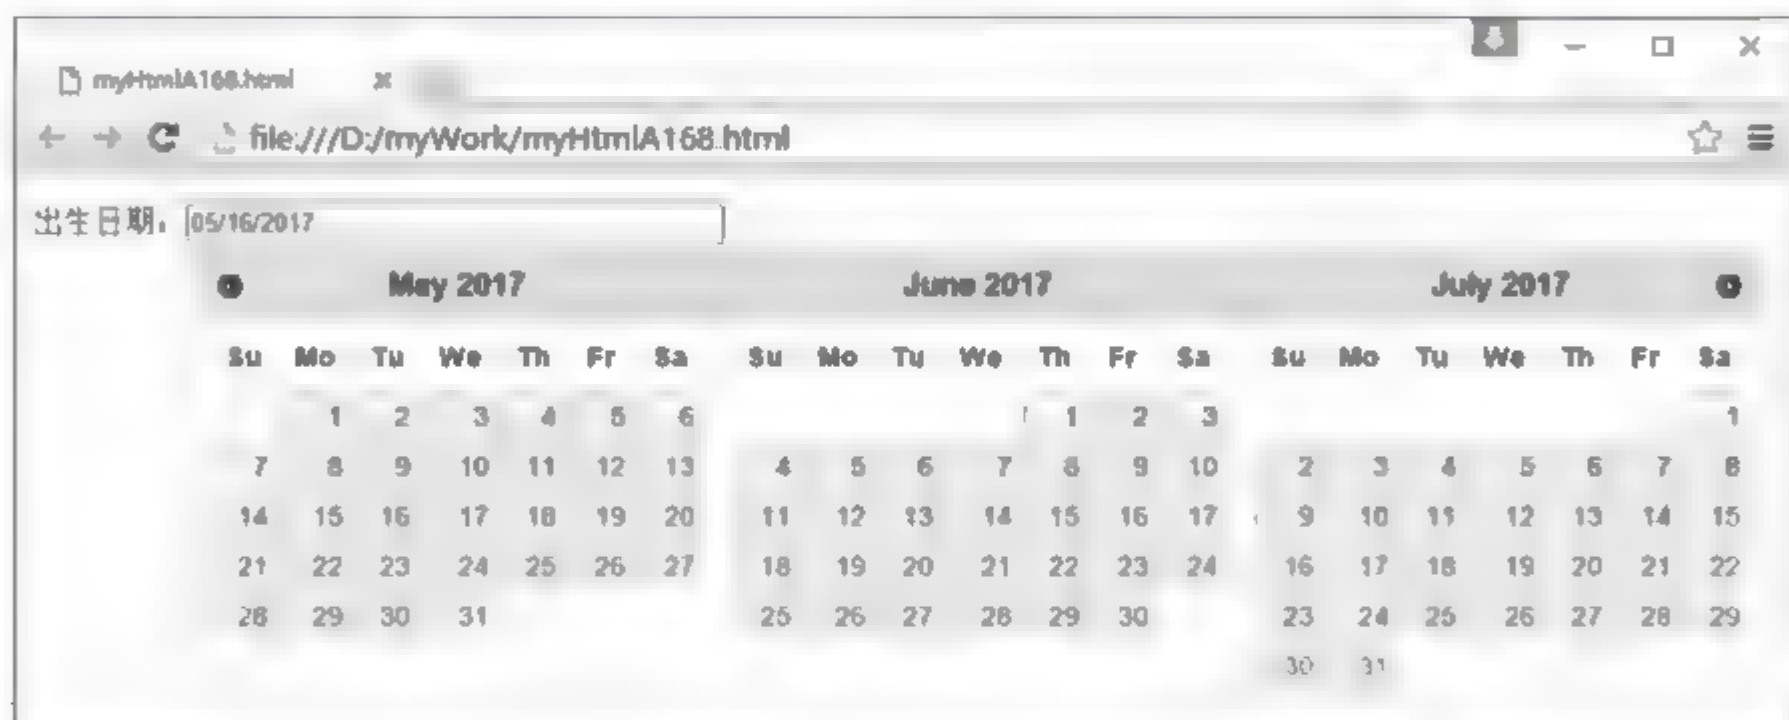 myHtmlA168.html
file:///D:/myWork/myHtmlA168.html
出生日期： 05/16/2017
May 2017 June 2017 July 2017
Su Mo Tu We Th Fr Sa Su Mo Tu We Th Fr Sa Su Mo Tu We Th Fr Sa
1 2 3 4 5 6 1 2 3 1
7 8 9 10 11 12 13 4 5 6 7 8 9 10 2 3 4 5 6 7 8
14 15 16 17 18 19 20 11 12 13 14 15 16 17 9 10 11 12 13 14 15
21 22 23 24 25 26 27 18 19 20 21 22 23 24 16 17 18 19 20 21 22
28 29 30 31 25 26 27 28 29 30 23 24 25 26 27 28 29
30 31